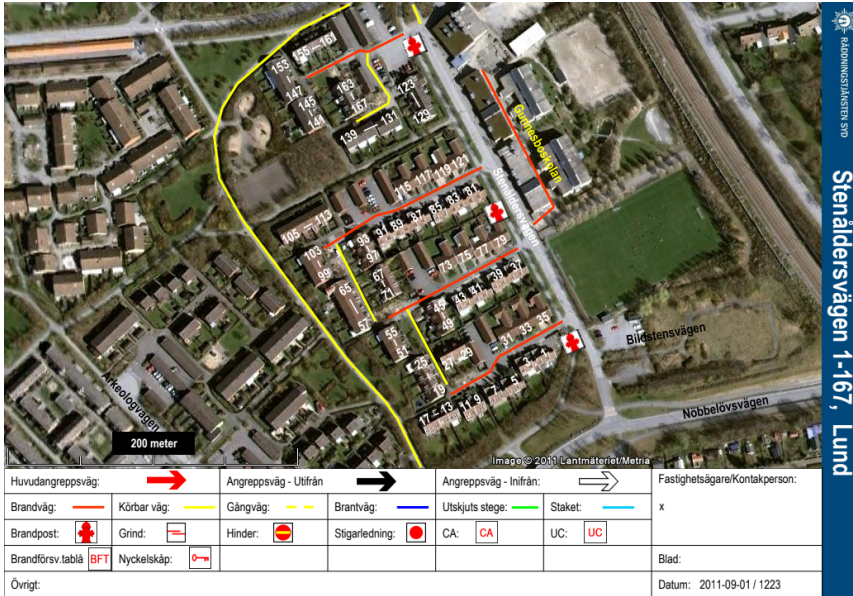 RÄDDNINGSTJÄNSTEN SYD
Stenåldersvägen 1-167, Lund
155 — 161
153
147
145
141
163
167
139 — 131
123
129
Gunnesboskolan
Stenåldersvägen
105 — 113
115 117 119 121
103
93 91 89 87 85 83 81
97
99
65
57
67
71
73 75 77 79
45 43 41 39 37
49
55
51
25
19
27 — 29
31 33 35
17 – 13 11 9 7 – 5 3 – 1
Bildstensvägen
Nöbbelövsvägen
Arkeologvägen
200 meter
Image © 2011 Lantmäteriet/Metria
Huvudangreppsväg: Angreppsväg - Utifrån Angreppsväg - Inifrån: Fastighetsägare/Kontakperson:
Brandväg: Körbar väg: Gångväg: Brantväg: Utskjuts stege: Staket: x
Brandpost: Grind: Hinder: Stigarledning: CA: CA UC: UC
Brandförsv.tablå BFT Nyckelskåp: Blad:
Övrigt: Datum: 2011-09-01 / 1223